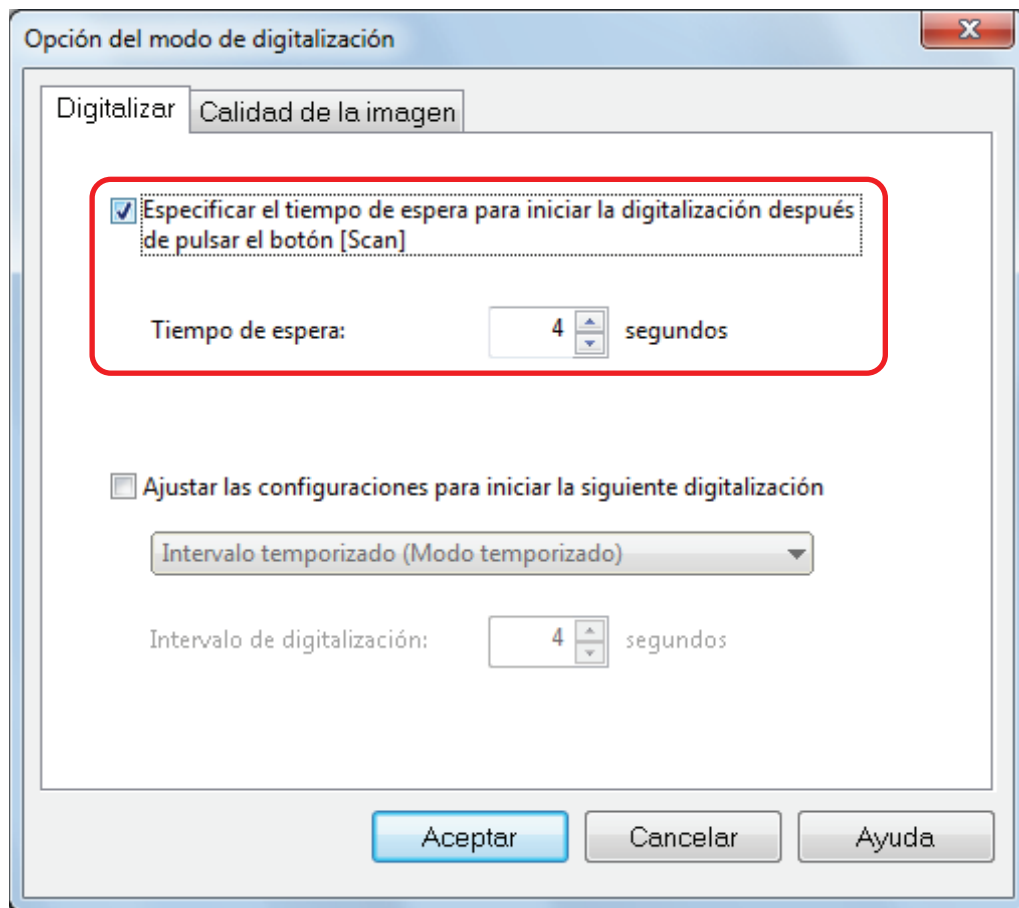 Opción del modo de digitalización
Digitalizar
Calidad de la imagen
Especificar el tiempo de espera para iniciar la digitalización después
de pulsar el botón [Scan]
Tiempo de espera: 4 segundos
Ajustar las configuraciones para iniciar la siguiente digitalización
Intervalo temporizado (Modo temporizado)
Intervalo de digitalización: 4 segundos
Aceptar Cancelar Ayuda